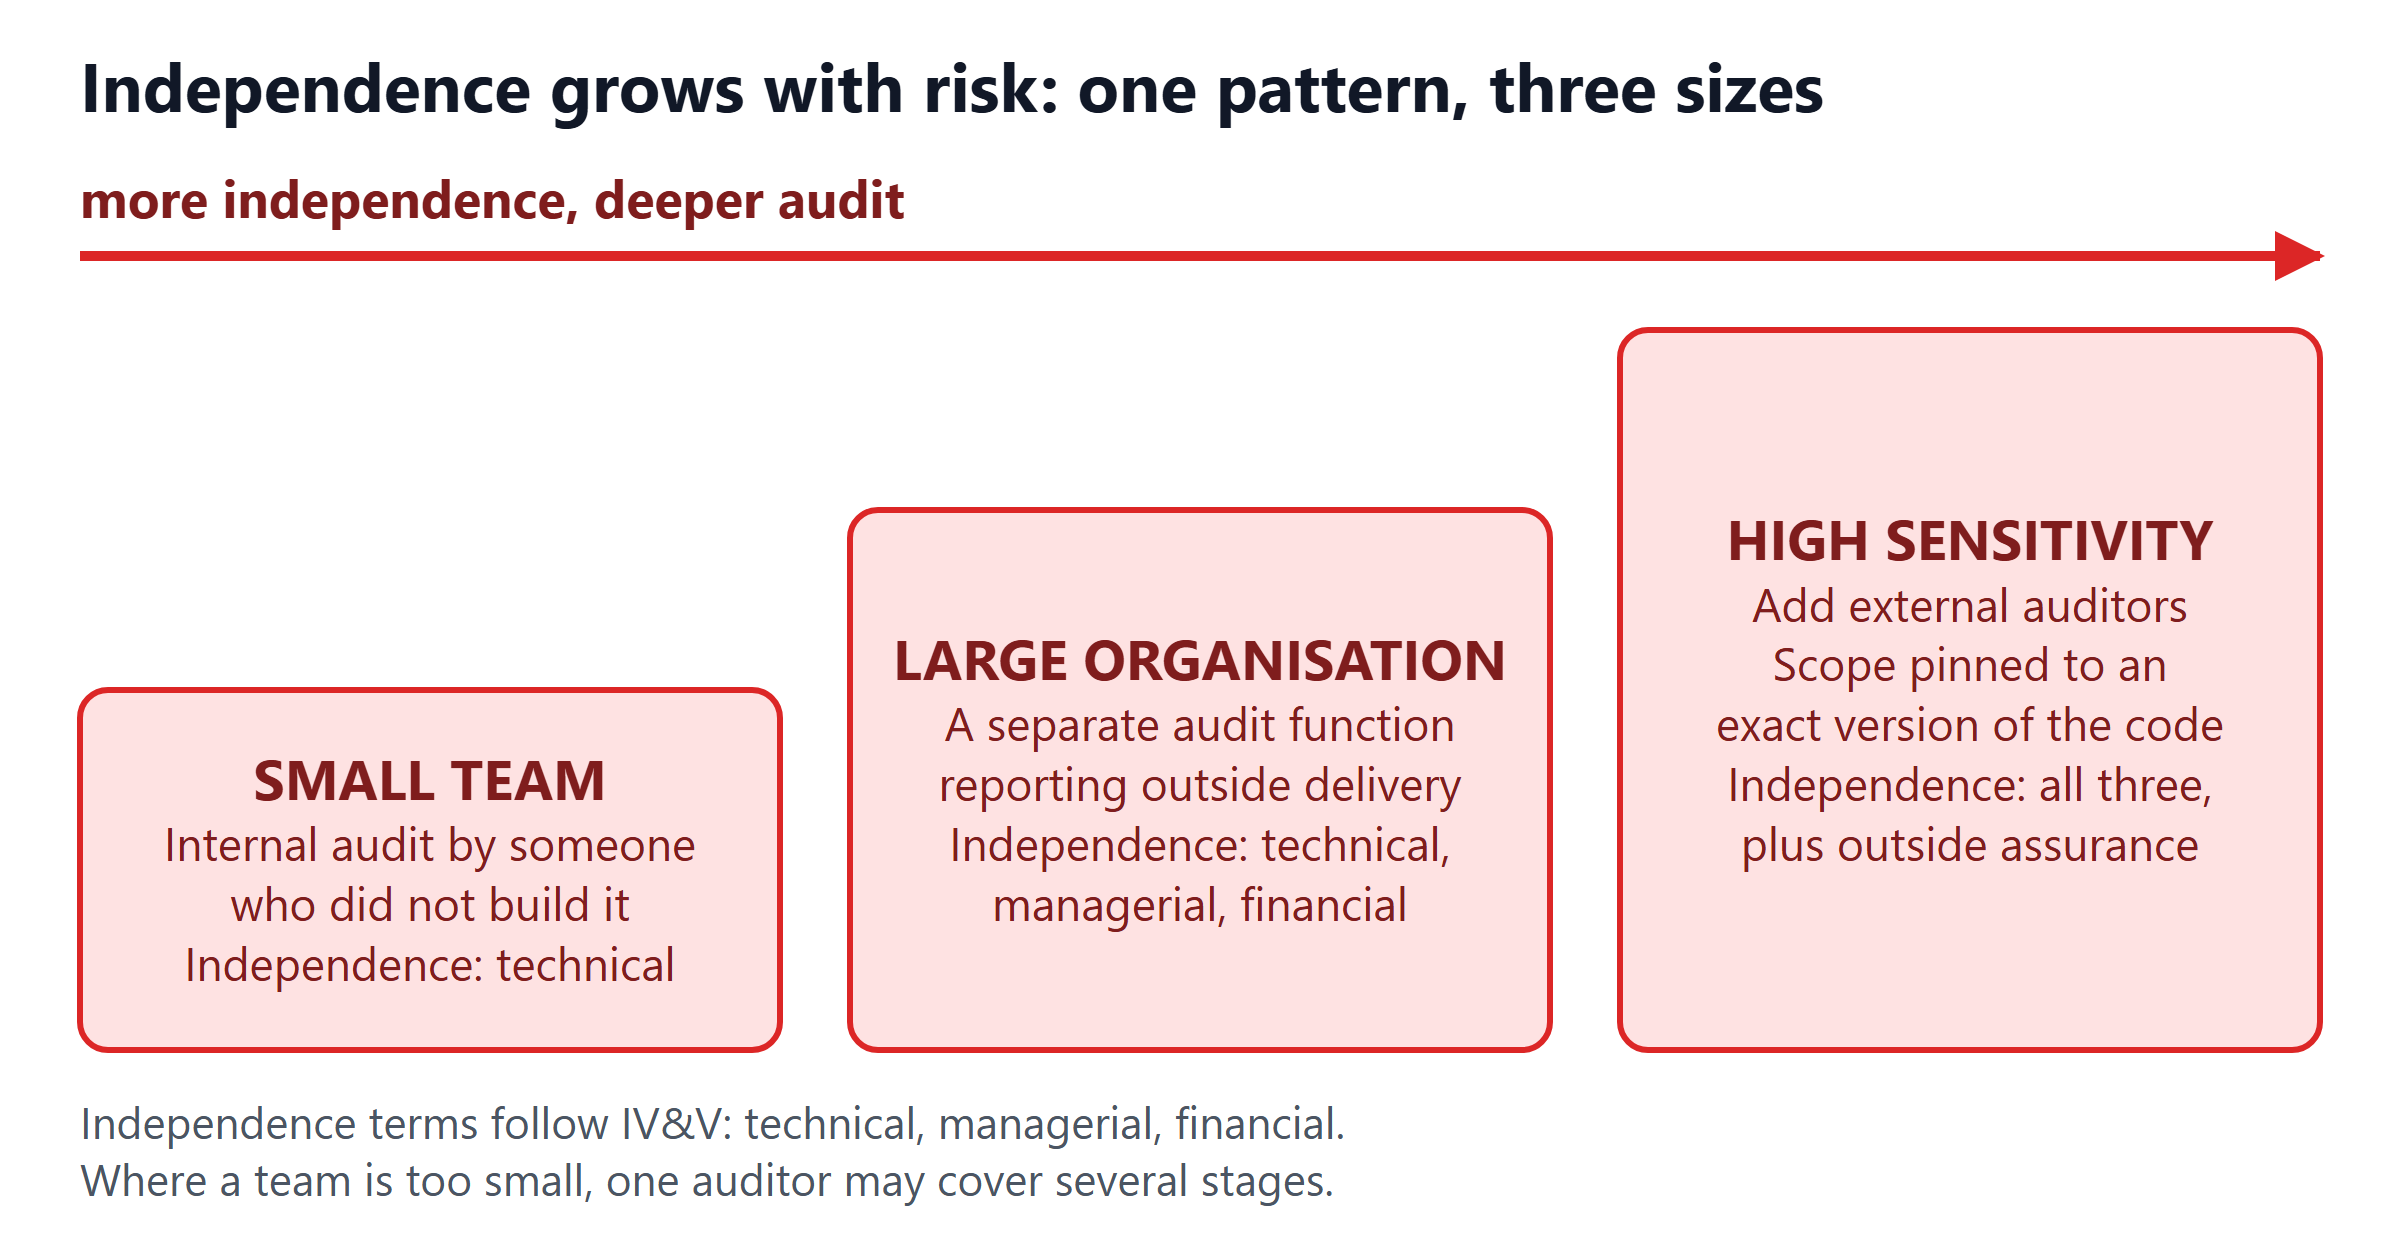 Independence grows with risk: one pattern, three sizes
more independence, deeper audit
SMALL TEAM
Internal audit by someone
who did not build it
Independence: technical
LARGE ORGANISATION
A separate audit function
reporting outside delivery
Independence: technical,
managerial, financial
HIGH SENSITIVITY
Add external auditors
Scope pinned to an
exact version of the code
Independence: all three,
plus outside assurance
Independence terms follow IV&V: technical, managerial, financial.
Where a team is too small, one auditor may cover several stages.